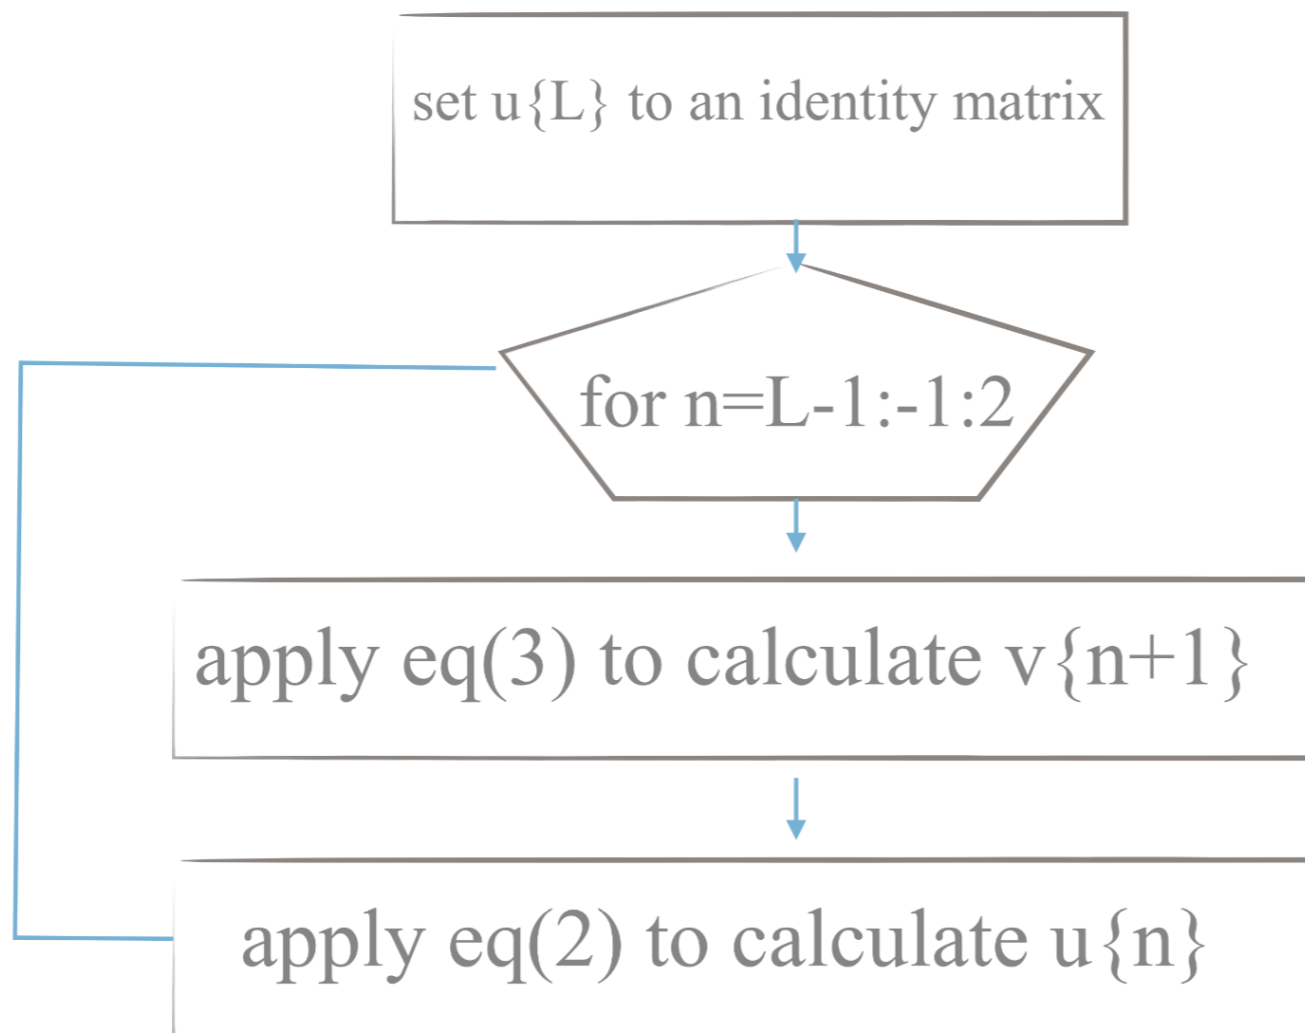 set u{L} to an identity matrix
for n=L-1:-1:2
apply eq(3) to calculate v{n+1}
apply eq(2) to calculate u{n}